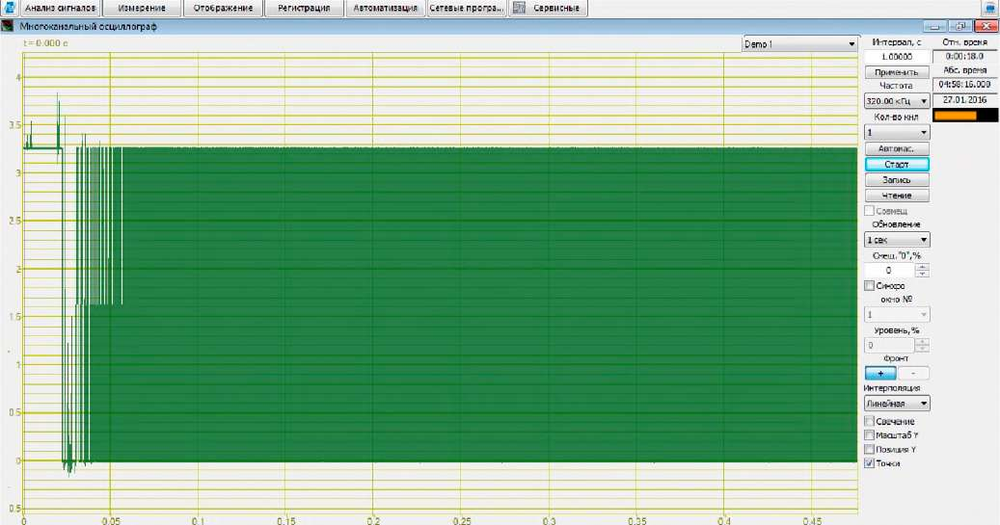 Анализ сигналов Измерение Отображение Регистрация Автоматизация Сетевые програ... Сервисные
Многоканальный осциллограф
t = 0.000 с
Demo 1
Интервал, с Отн. время
1.00000 0:00:18.0
Применить Абс. время
Частота 04:58:16.000
320.00 кГц 27.01.2016
Кол-во кнл
1
Автомас.
Старт
Запись
Чтение
Совмещ
Обновление
1 сек
Смещ."0",%
0
Синхро
окно №
1
Уровень,%
0
Фронт
+ -
Интерполяция
Линейная
Свечение
Масштаб Y
Позиция Y
Точки
4
3.5
3
2.5
2
1.5
1
0.5
0
0.5
0 0.05 0.1 0.15 0.2 0.25 0.3 0.35 0.4 0.45